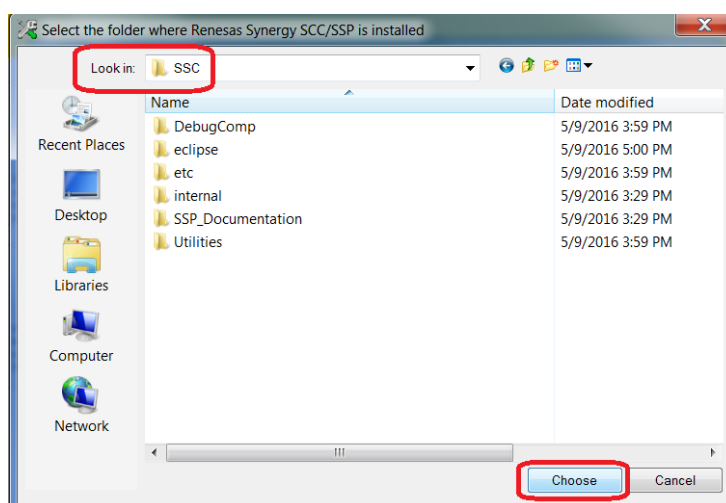 Select the folder where Renesas Synergy SCC/SSP is installed
Look in: SSC
Name Date modified
DebugComp 5/9/2016 3:59 PM
eclipse 5/9/2016 5:00 PM
etc 5/9/2016 3:59 PM
internal 5/9/2016 3:29 PM
SSP_Documentation 5/9/2016 3:29 PM
Utilities 5/9/2016 3:59 PM
Recent Places
Desktop
Libraries
Computer
Network
Choose Cancel